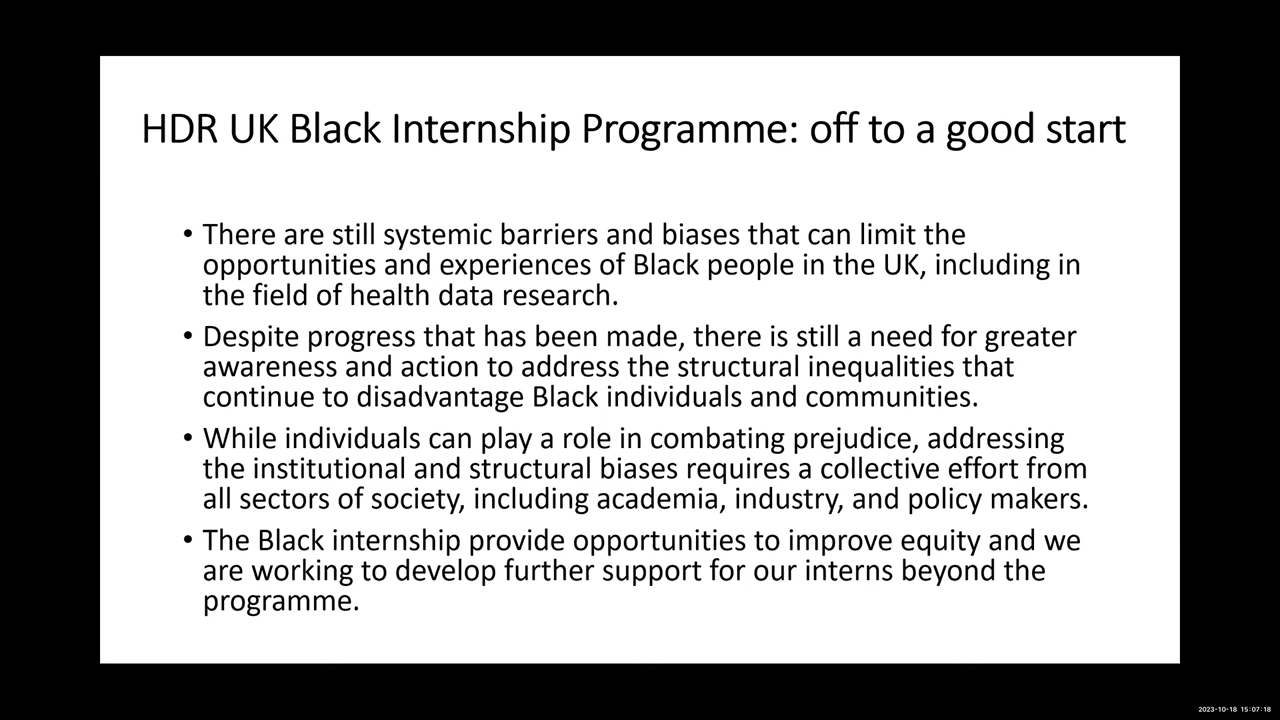 HDR UK Black Internship Programme: off to a good start
• There are still systemic barriers and biases that can limit the
opportunities and experiences of Black people in the UK, including in
the field of health data research.
• Despite progress that has been made, there is still a need for greater
awareness and action to address the structural inequalities that
continue to disadvantage Black individuals and communities.
• While individuals can play a role in combating prejudice, addressing
the institutional and structural biases requires a collective effort from
all sectors of society, including academia, industry, and policy makers.
• The Black internship provide opportunities to improve equity and we
are working to develop further support for our interns beyond the
programme.
2023-10-18 15:07:18